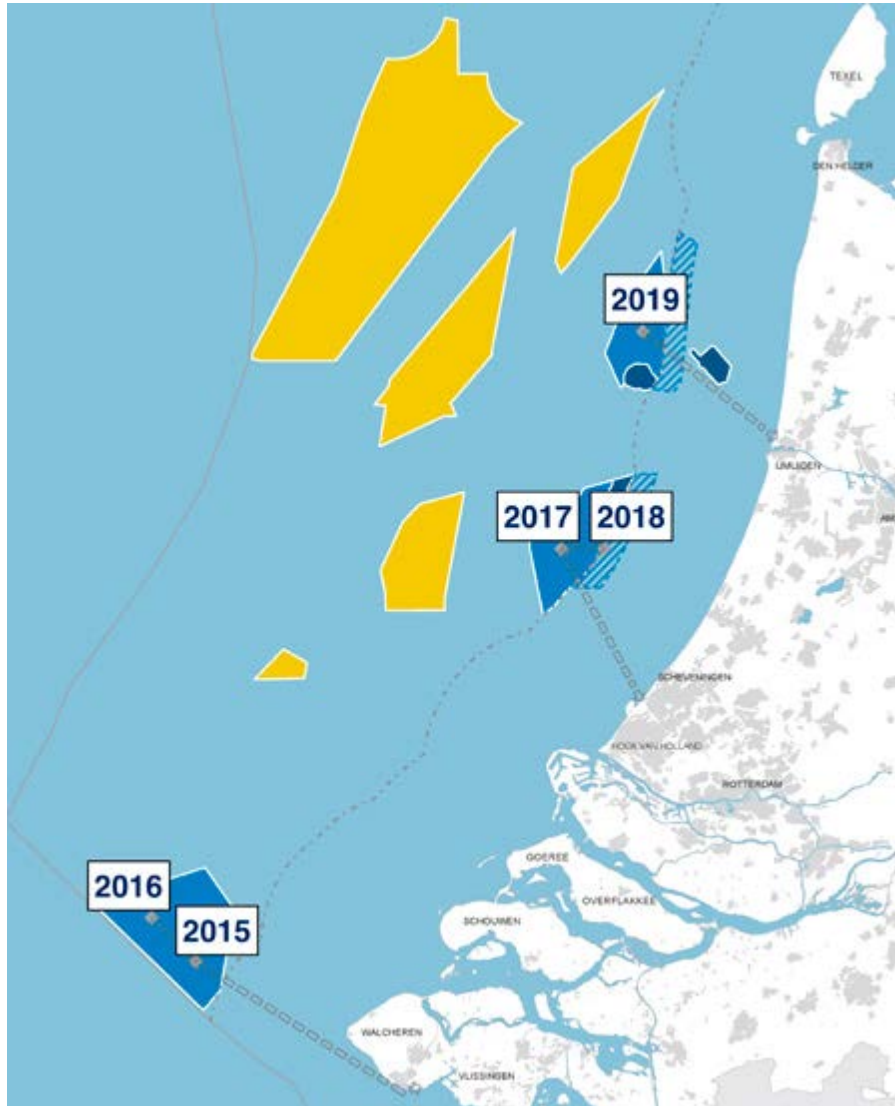 TEXEL
DEN HELDER
2019
IJMUIDEN
2017
2018
SCHEVENINGEN
HOEK VAN HOLLAND
ROTTERDAM
GOEREE
2016
OVERFLAKKEE
SCHOUWEN
2015
WALCHEREN
VLISSINGEN